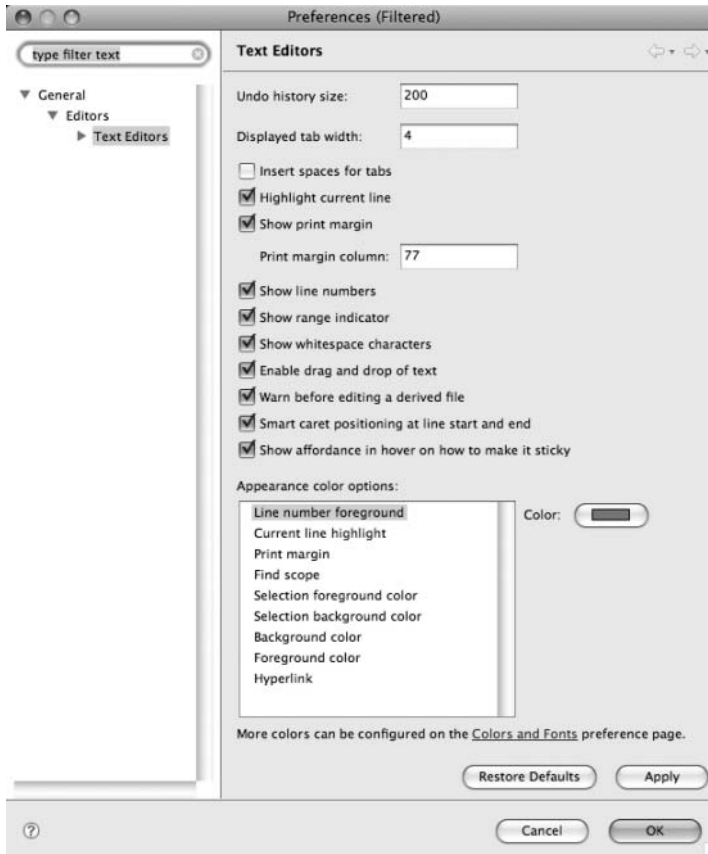 Preferences (Filtered)
type filter text
General
Editors
Text Editors
Text Editors
Undo history size: 200
Displayed tab width: 4
Insert spaces for tabs
Highlight current line
Show print margin
Print margin column: 77
Show line numbers
Show range indicator
Show whitespace characters
Enable drag and drop of text
Warn before editing a derived file
Smart caret positioning at line start and end
Show affordance in hover on how to make it sticky
Appearance color options:
Line number foreground
Color:
Current line highlight
Print margin
Find scope
Selection foreground color
Selection background color
Background color
Foreground color
Hyperlink
More colors can be configured on the Colors and Fonts preference page.
Restore Defaults Apply
? Cancel OK